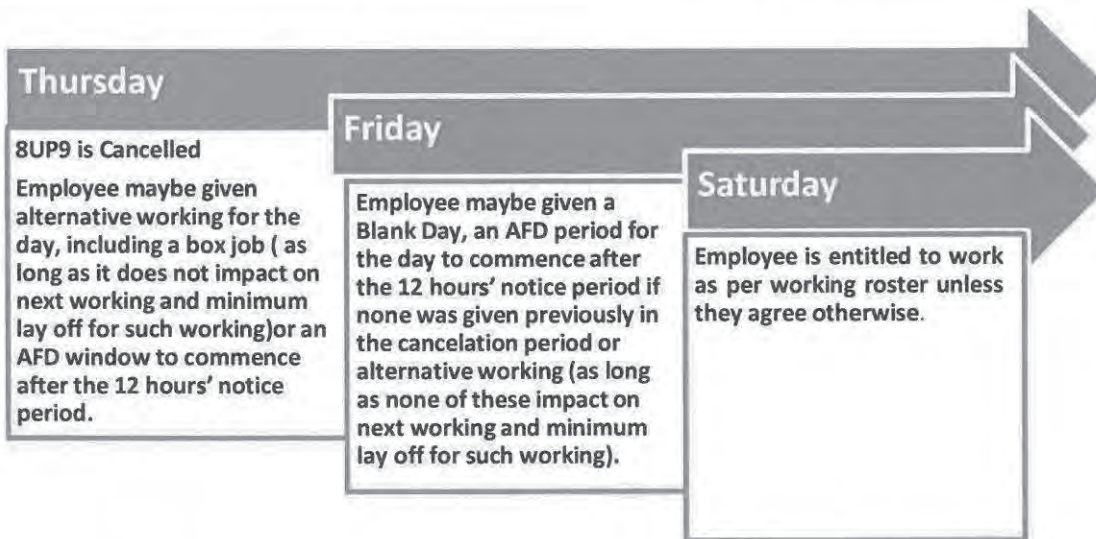 Thursday
8UP9 is Cancelled
Employee maybe given
alternative working for the
day, including a box job ( as
long as it does not impact on
next working and minimum
lay off for such working)or an
AFD window to commence
after the 12 hours’ notice
period.
Friday
Employee maybe given a
Blank Day, an AFD period for
the day to commence after
the 12 hours’ notice period if
none was given previously in
the cancelation period or
alternative working (as long
as none of these impact on
next working and minimum
lay off for such working).
Saturday
Employee is entitled to work
as per working roster unless
they agree otherwise.